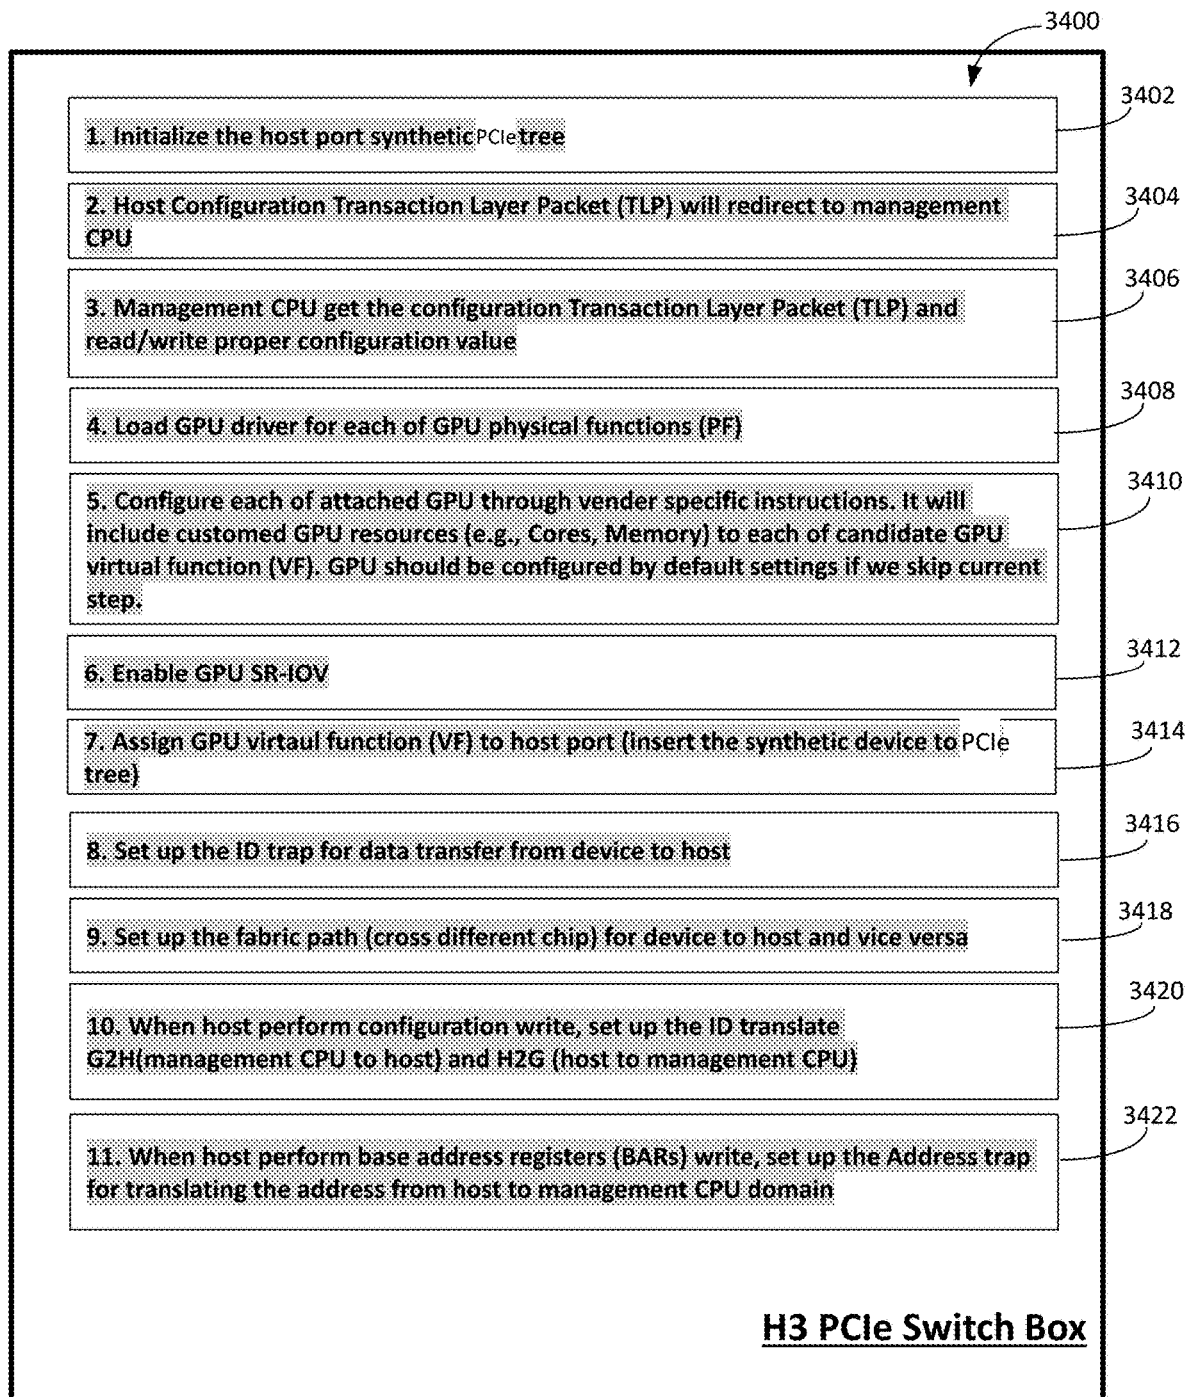 3400
3402
1. Initialize the host port synthetic PCIe tree
3404
2. Host Configuration Transaction Layer Packet (TLP) will redirect to management
CPU
3406
3. Management CPU get the configuration Transaction Layer Packet (TLP) and
read/write proper configuration value
3408
4. Load GPU driver for each of GPU physical functions (PF)
3410
5. Configure each of attached GPU through vender specific instructions. It will
include customed GPU resources (e.g., Cores, Memory) to each of candidate GPU
virtual function (VF). GPU should be configured by default settings if we skip current
step.
3412
6. Enable GPU SR-IOV
3414
7. Assign GPU virtaul function (VF) to host port (insert the synthetic device to PCIe
tree)
3416
8. Set up the ID trap for data transfer from device to host
3418
9. Set up the fabric path (cross different chip) for device to host and vice versa
3420
10. When host perform configuration write, set up the ID translate
G2H(management CPU to host) and H2G (host to management CPU)
3422
11. When host perform base address registers (BARs) write, set up the Address trap
for translating the address from host to management CPU domain
H3 PCIe Switch Box